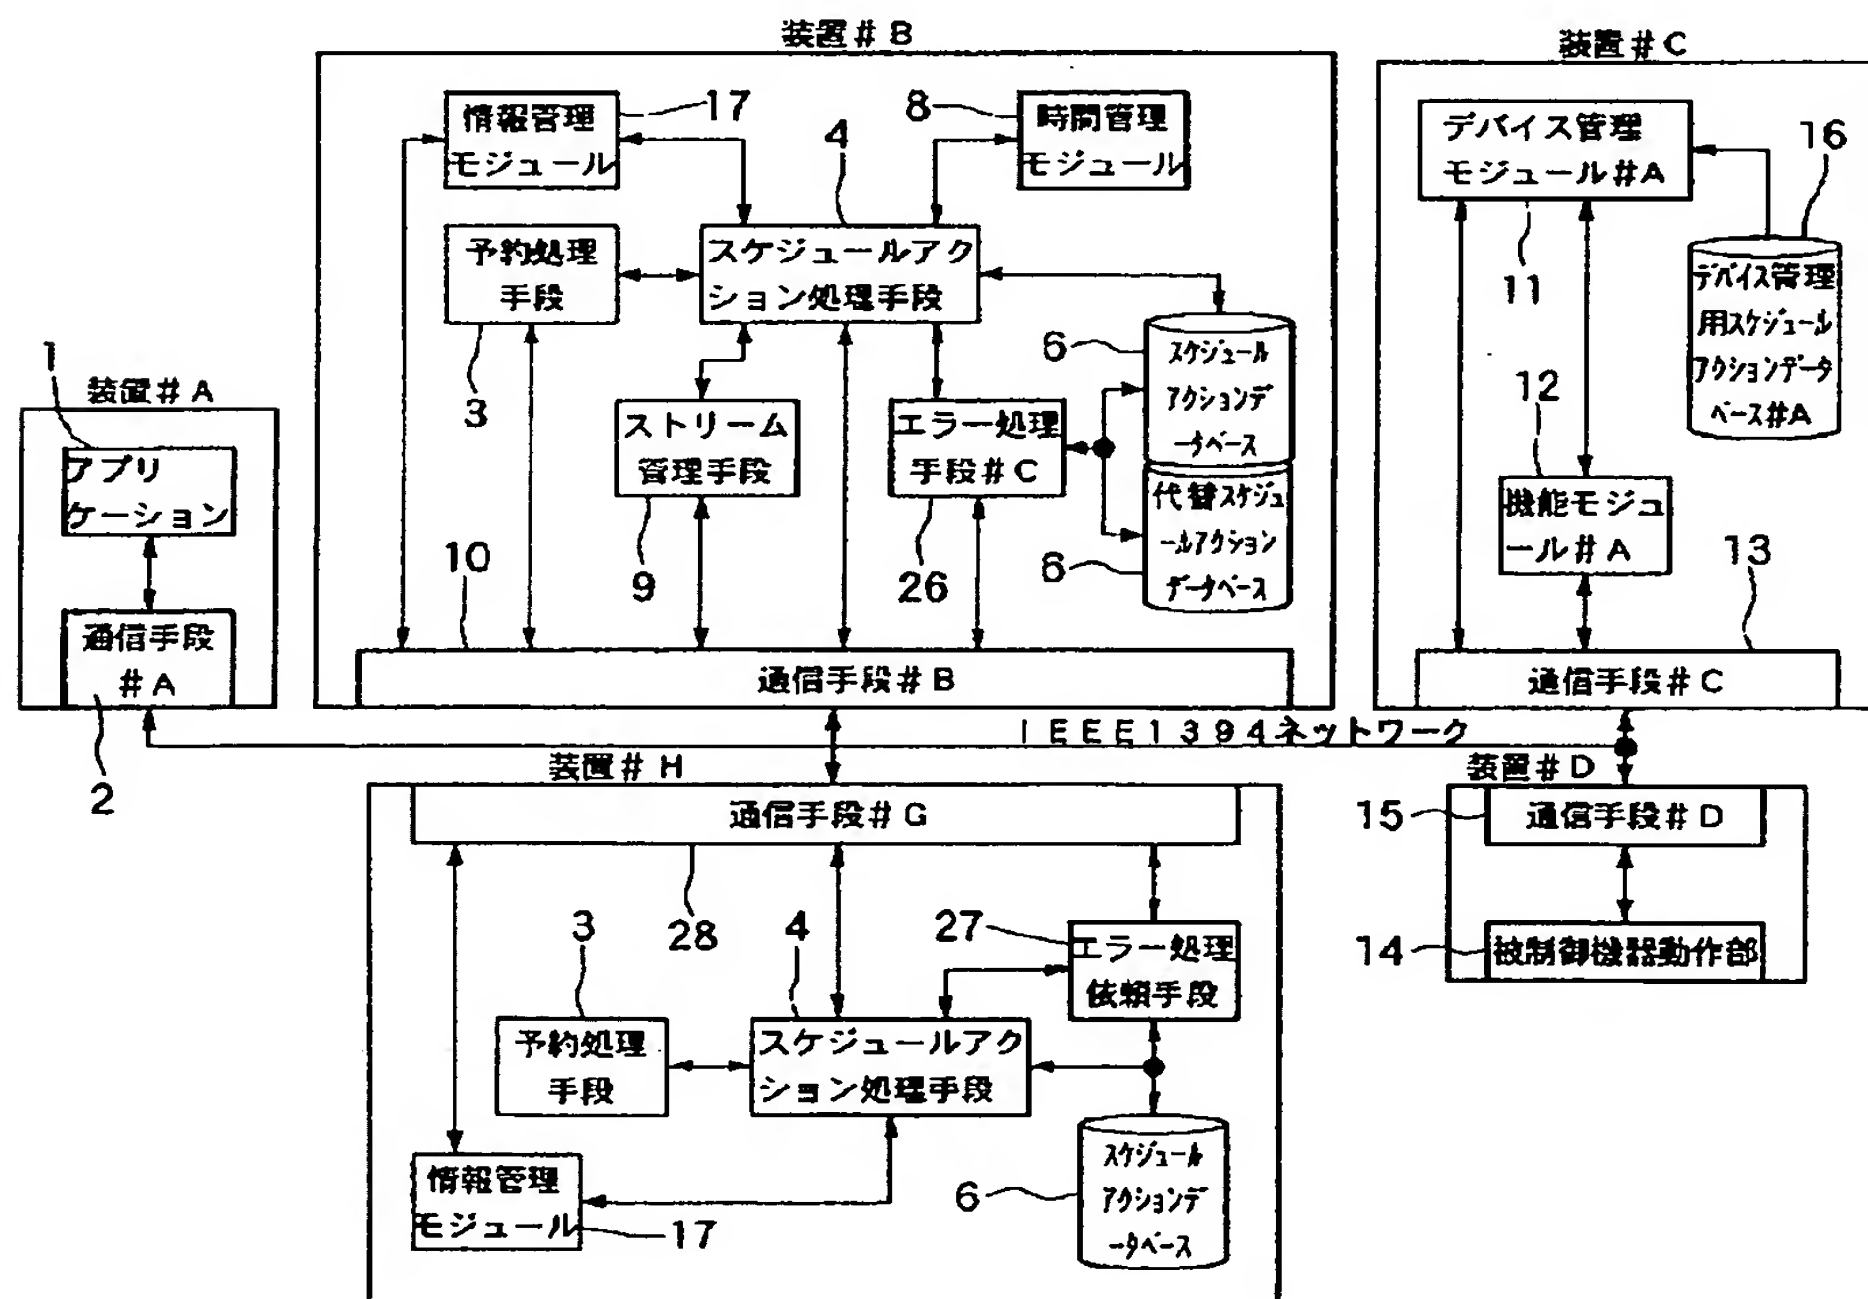 装置＃A
1
アプリ
ケーション
通信手段
＃A
2
装置＃B
情報管理
モジュール
17
8
時間管理
モジュール
4
予約処理
手段
3
スケジュールアク
ション処理手段
ストリーム
管理手段
9
エラー処理
手段＃C
26
6
スケジュール
アクションデ
ータベース
代替スケジュ
ールアクション
データベース
6
10
通信手段＃B
装置＃C
デバイス管理
モジュール＃A
11
16
デバイス管理
用スケジュール
アクションデータ
ベース＃A
12
機能モジュ
ール＃A
13
通信手段＃C
IEEE1394ネットワーク
装置＃H
通信手段＃G
28
3
予約処理
手段
4
スケジュールアク
ション処理手段
27
エラー処理
依頼手段
情報管理
モジュール
17
6
スケジュール
アクションデ
ータベース
装置＃D
15
通信手段＃D
14
被制御機器動作部